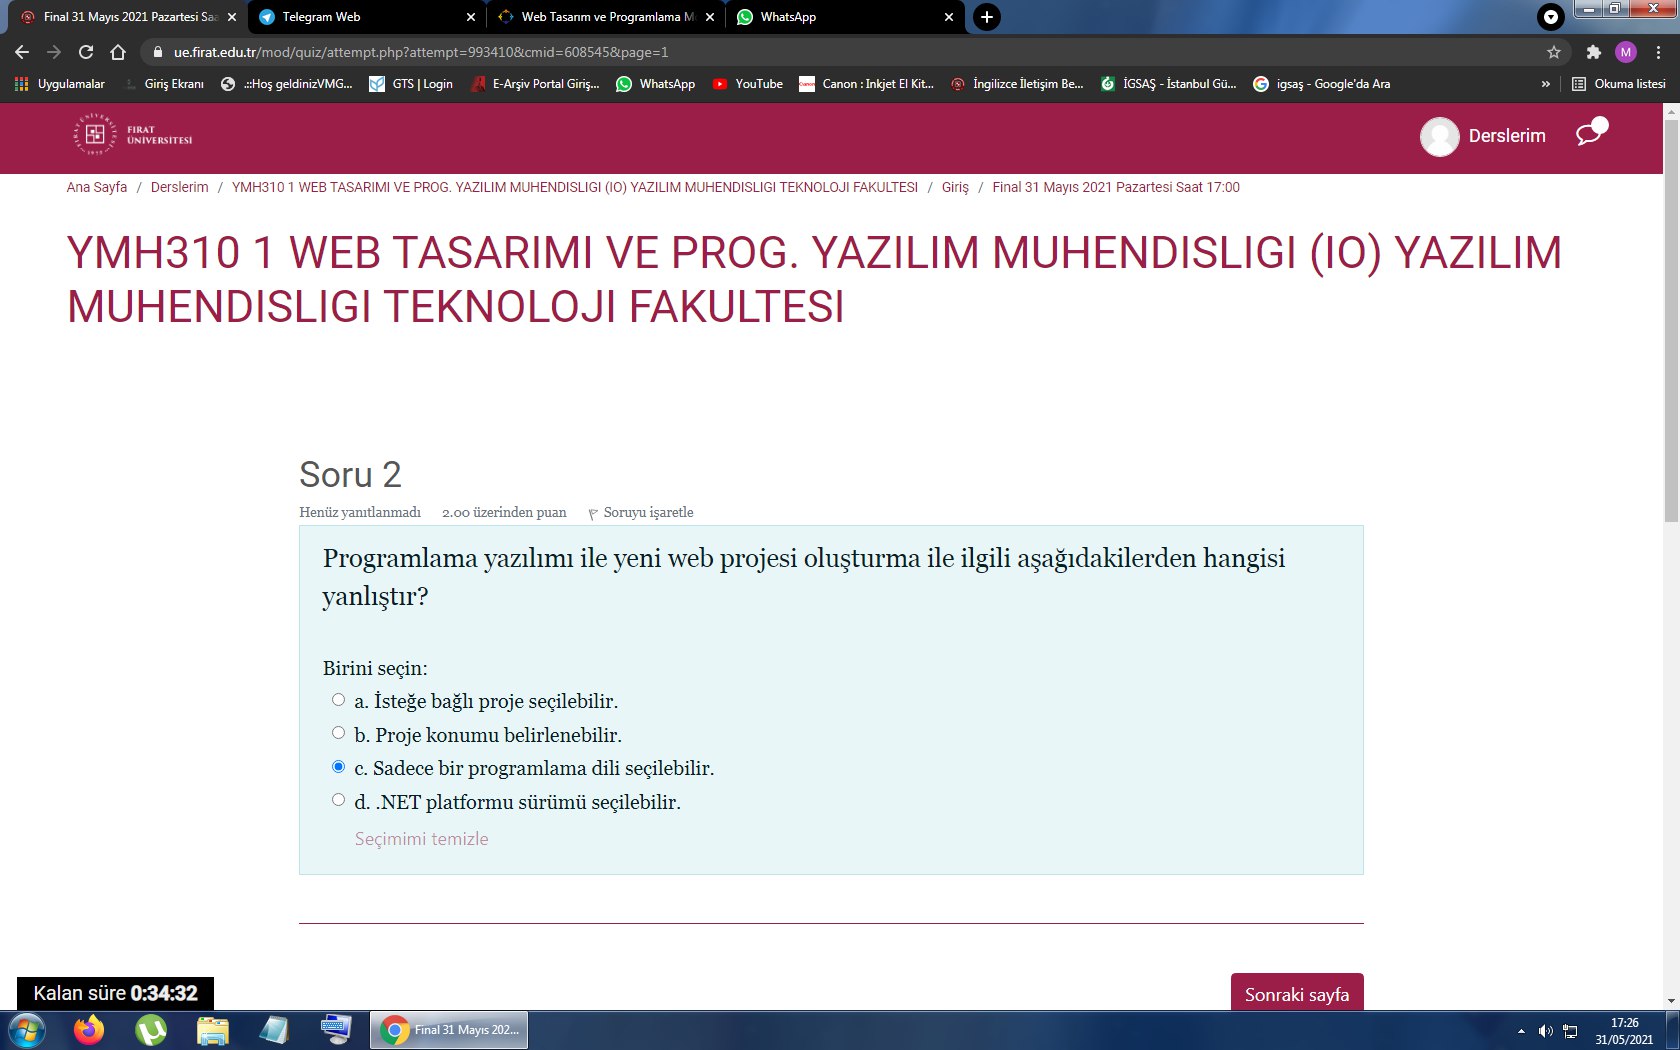 Final 31 Mayıs 2021 Pazartesi Saa
Telegram Web
Web Tasarım ve Programlama M
WhatsApp
ue.firat.edu.tr/mod/quiz/attempt.php?attempt=993410&cmid=608545&page=1
M
Uygulamalar
Giriş Ekranı
.::Hoş geldinizVMG...
GTS | Login
E-Arşiv Portal Giriş...
WhatsApp
YouTube
Canon : Inkjet El Kit...
İngilizce İletişim Be...
İGSAŞ - İstanbul Gü...
igsaş - Google'da Ara
»
Okuma listesi
FIRAT
ÜNİVERSİTESİ
Derslerim
Ana Sayfa / Derslerim / YMH310 1 WEB TASARIMI VE PROG. YAZILIM MUHENDISLIGI (IO) YAZILIM MUHENDISLIGI TEKNOLOJI FAKULTESI / Giriş / Final 31 Mayıs 2021 Pazartesi Saat 17:00
YMH310 1 WEB TASARIMI VE PROG. YAZILIM MUHENDISLIGI (IO) YAZILIM
MUHENDISLIGI TEKNOLOJI FAKULTESI
Soru 2
Henüz yanıtlanmadı 2.00 üzerinden puan Soruyu işaretle
Programlama yazılımı ile yeni web projesi oluşturma ile ilgili aşağıdakilerden hangisi
yanlıştır?
Birini seçin:
a. İsteğe bağlı proje seçilebilir.
b. Proje konumu belirlenebilir.
c. Sadece bir programlama dili seçilebilir.
d. .NET platformu sürümü seçilebilir.
Seçimimi temizle
Kalan süre 0:34:32
Sonraki sayfa
Final 31 Mayıs 202...
17:26
31/05/2021